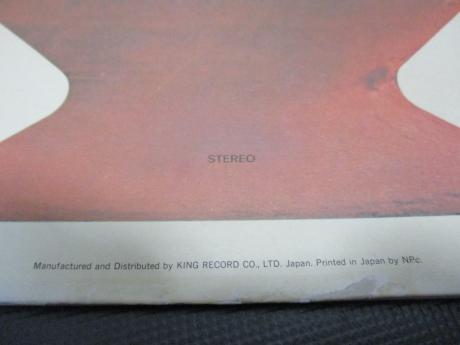 STEREO
Manufactured and Distributed by KING RECORD CO., LTD. Japan. Printed in Japan by NPc.